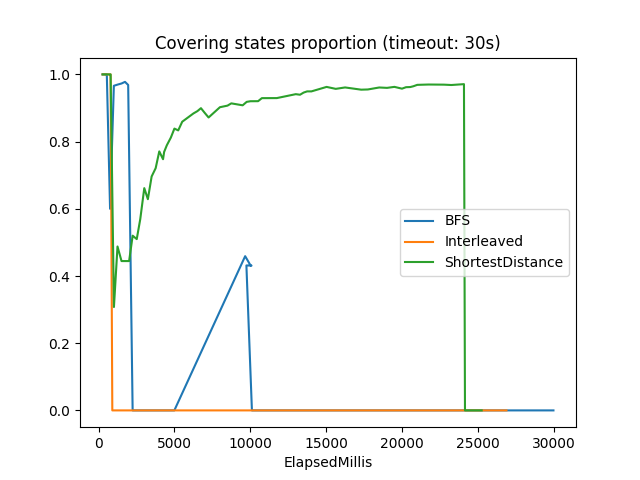 Covering states proportion (timeout: 30s)
1.0
0.8
0.6
0.4
0.2
0.0
BFS
Interleaved
ShortestDistance
0 5000 10000 15000 20000 25000 30000
ElapsedMillis